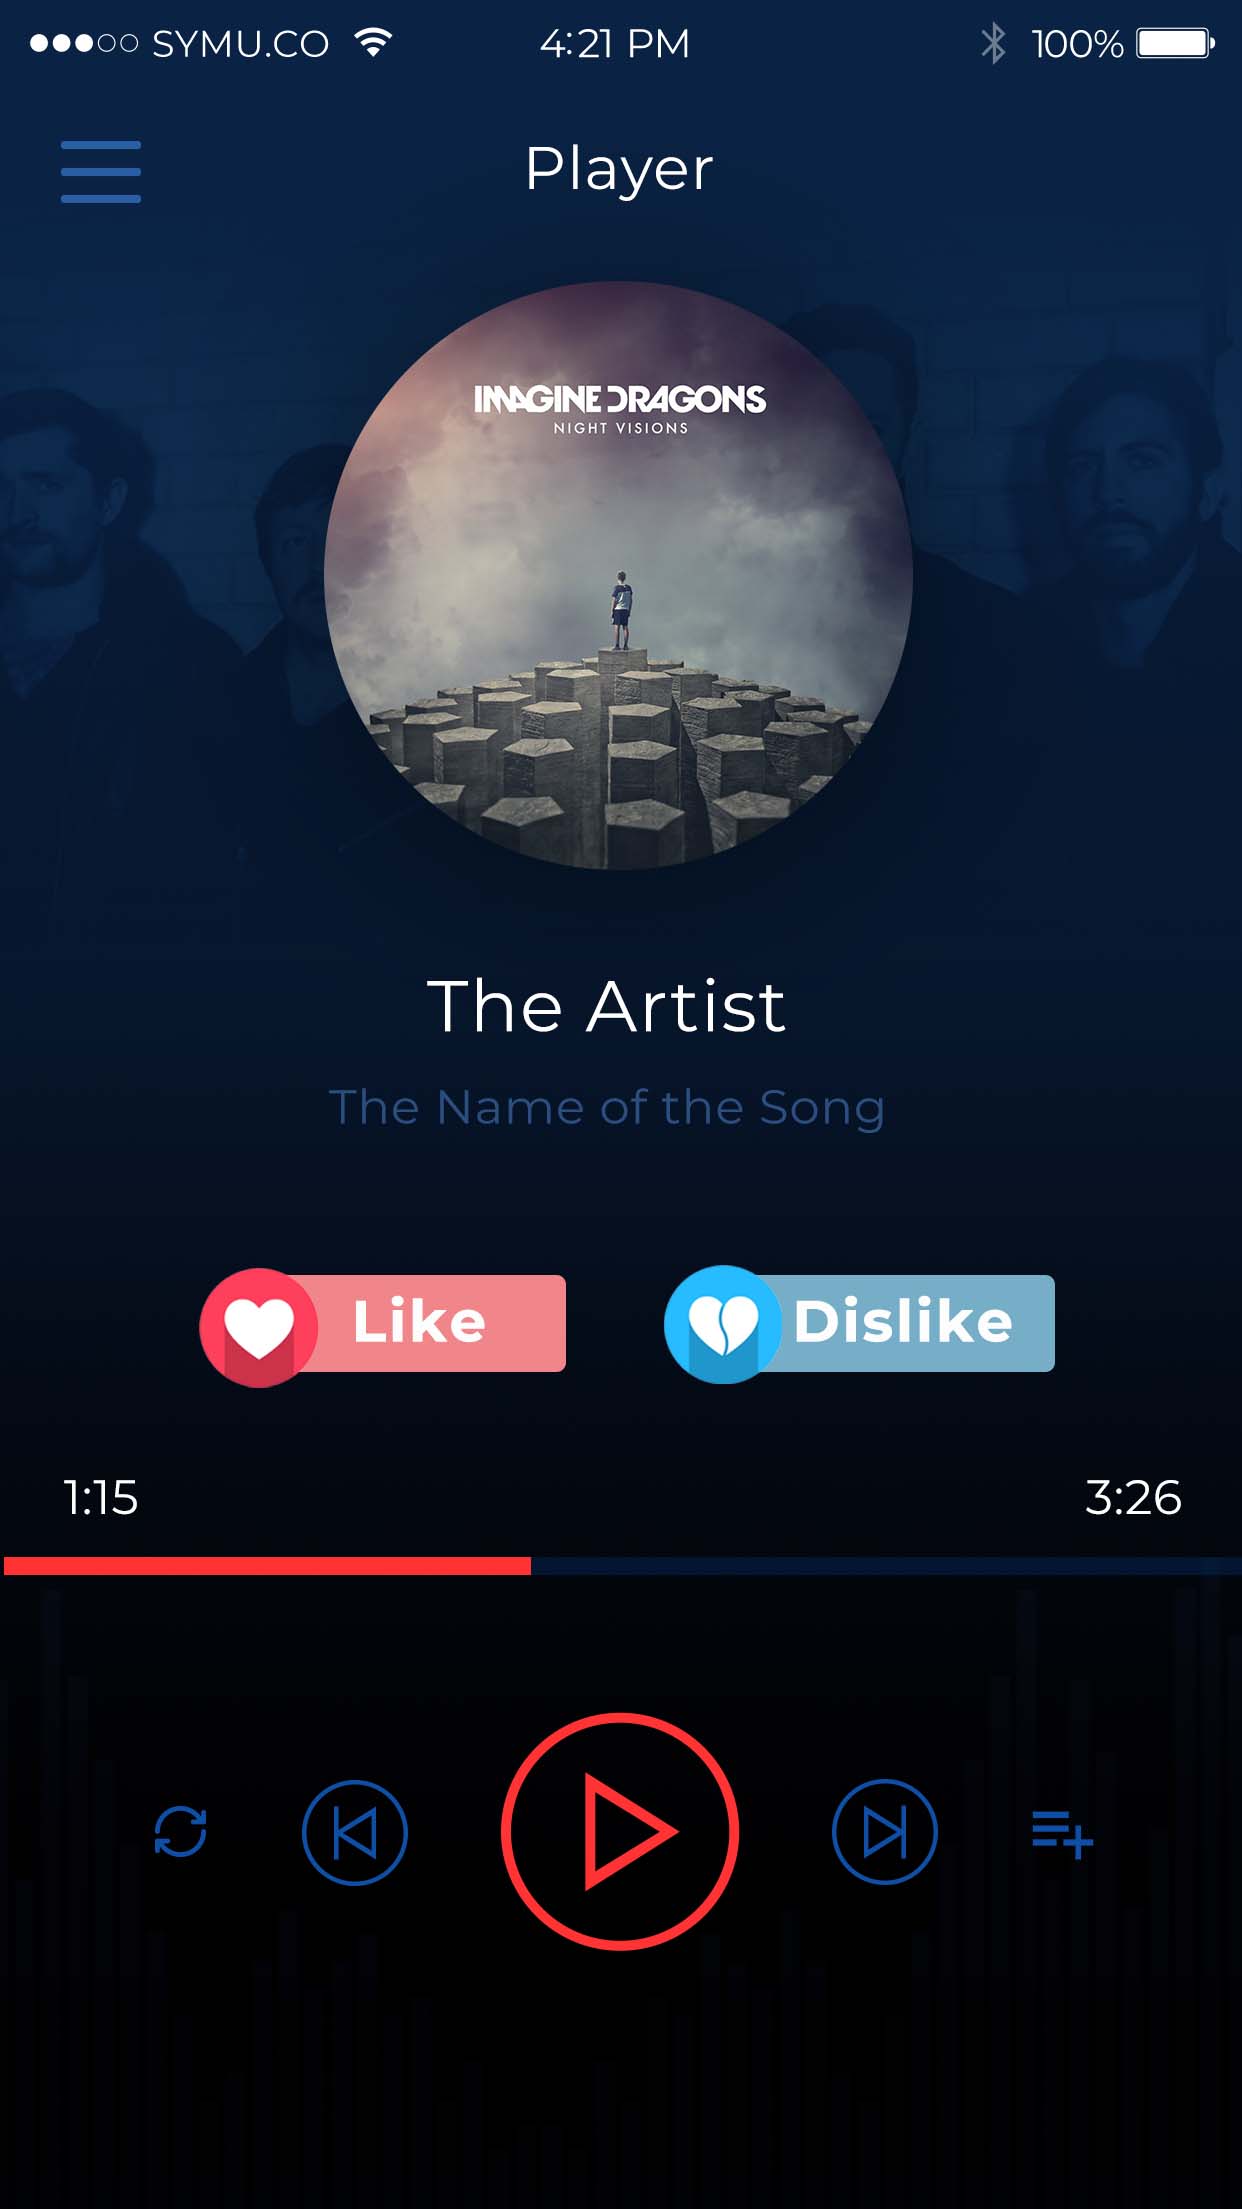 SYMU.CO 4:21 PM 100%
Player
IMAGINE DRAGONS
NIGHT VISIONS
The Artist
The Name of the Song
Like Dislike
1:15 3:26